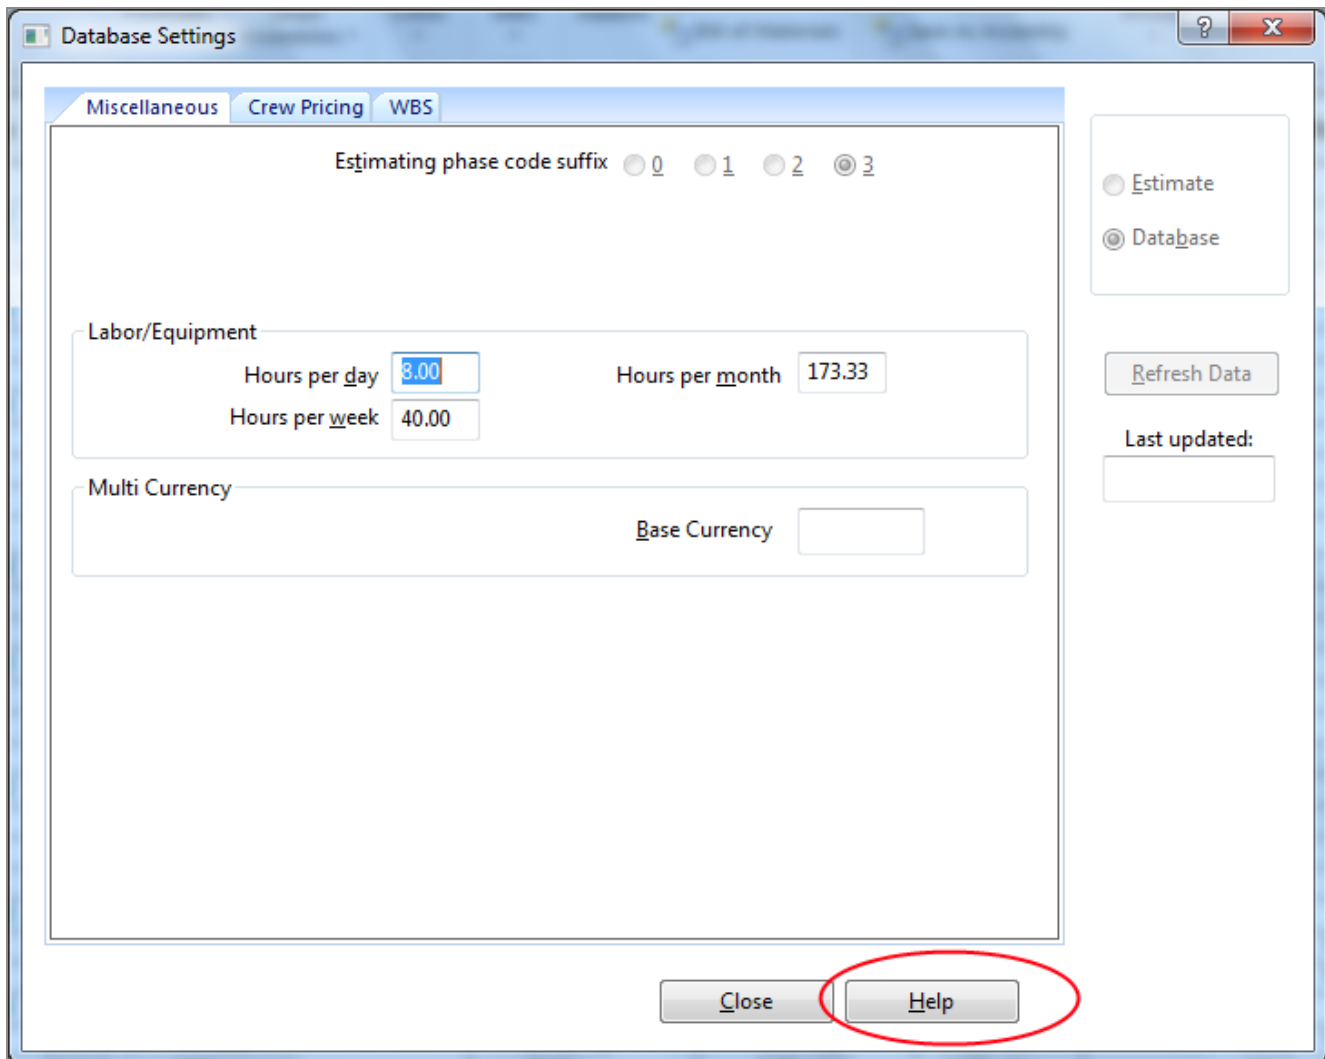 Database Settings
?
X
Miscellaneous Crew Pricing WBS
Estimating phase code suffix 0 1 2 3
Estimate
Database
Labor/Equipment
Hours per day 8.00 Hours per month 173.33
Hours per week 40.00
Refresh Data
Last updated:
Multi Currency
Base Currency
Close Help